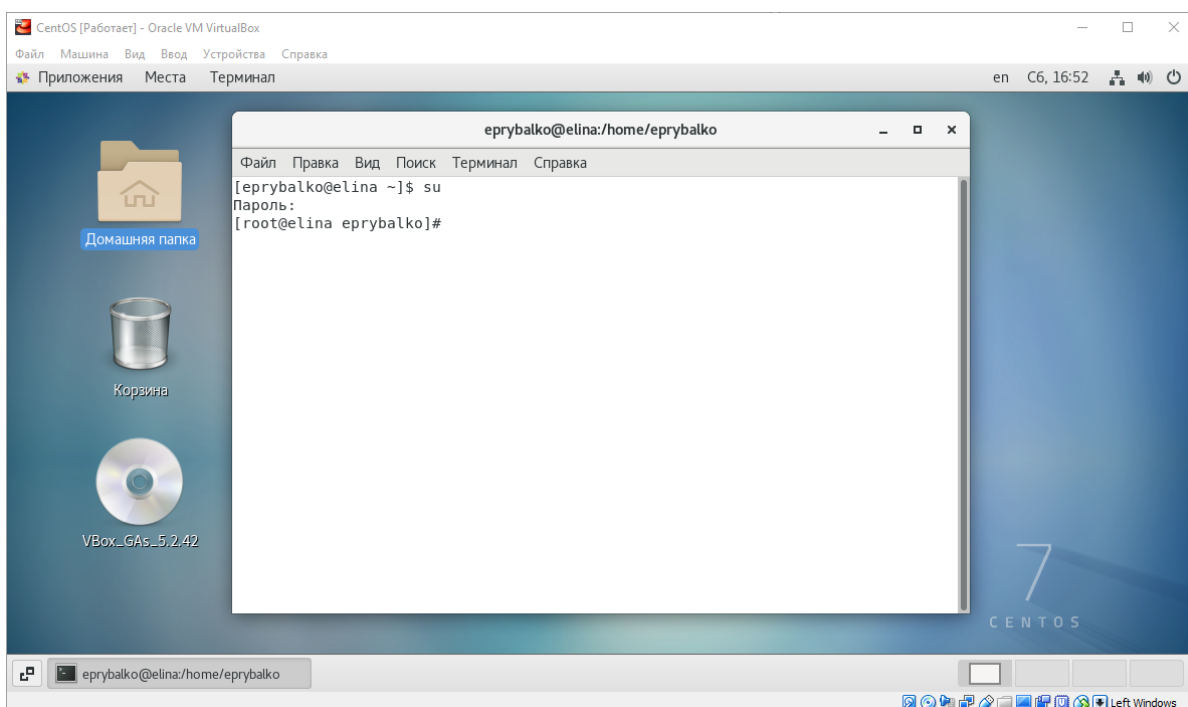 CentOS [Работает] - Oracle VM VirtualBox
Файл Машина Вид Ввод Устройства Справка
Приложения Места Терминал en Сб, 16:52
eprybalko@elina:/home/eprybalko
Файл Правка Вид Поиск Терминал Справка
[eprybalko@elina ~]$ su
Пароль:
[root@elina eprybalko]#
Домашняя папка
Корзина
VBox_GAs_5.2.42
7
CENTOS
eprybalko@elina:/home/eprybalko
Left Windows